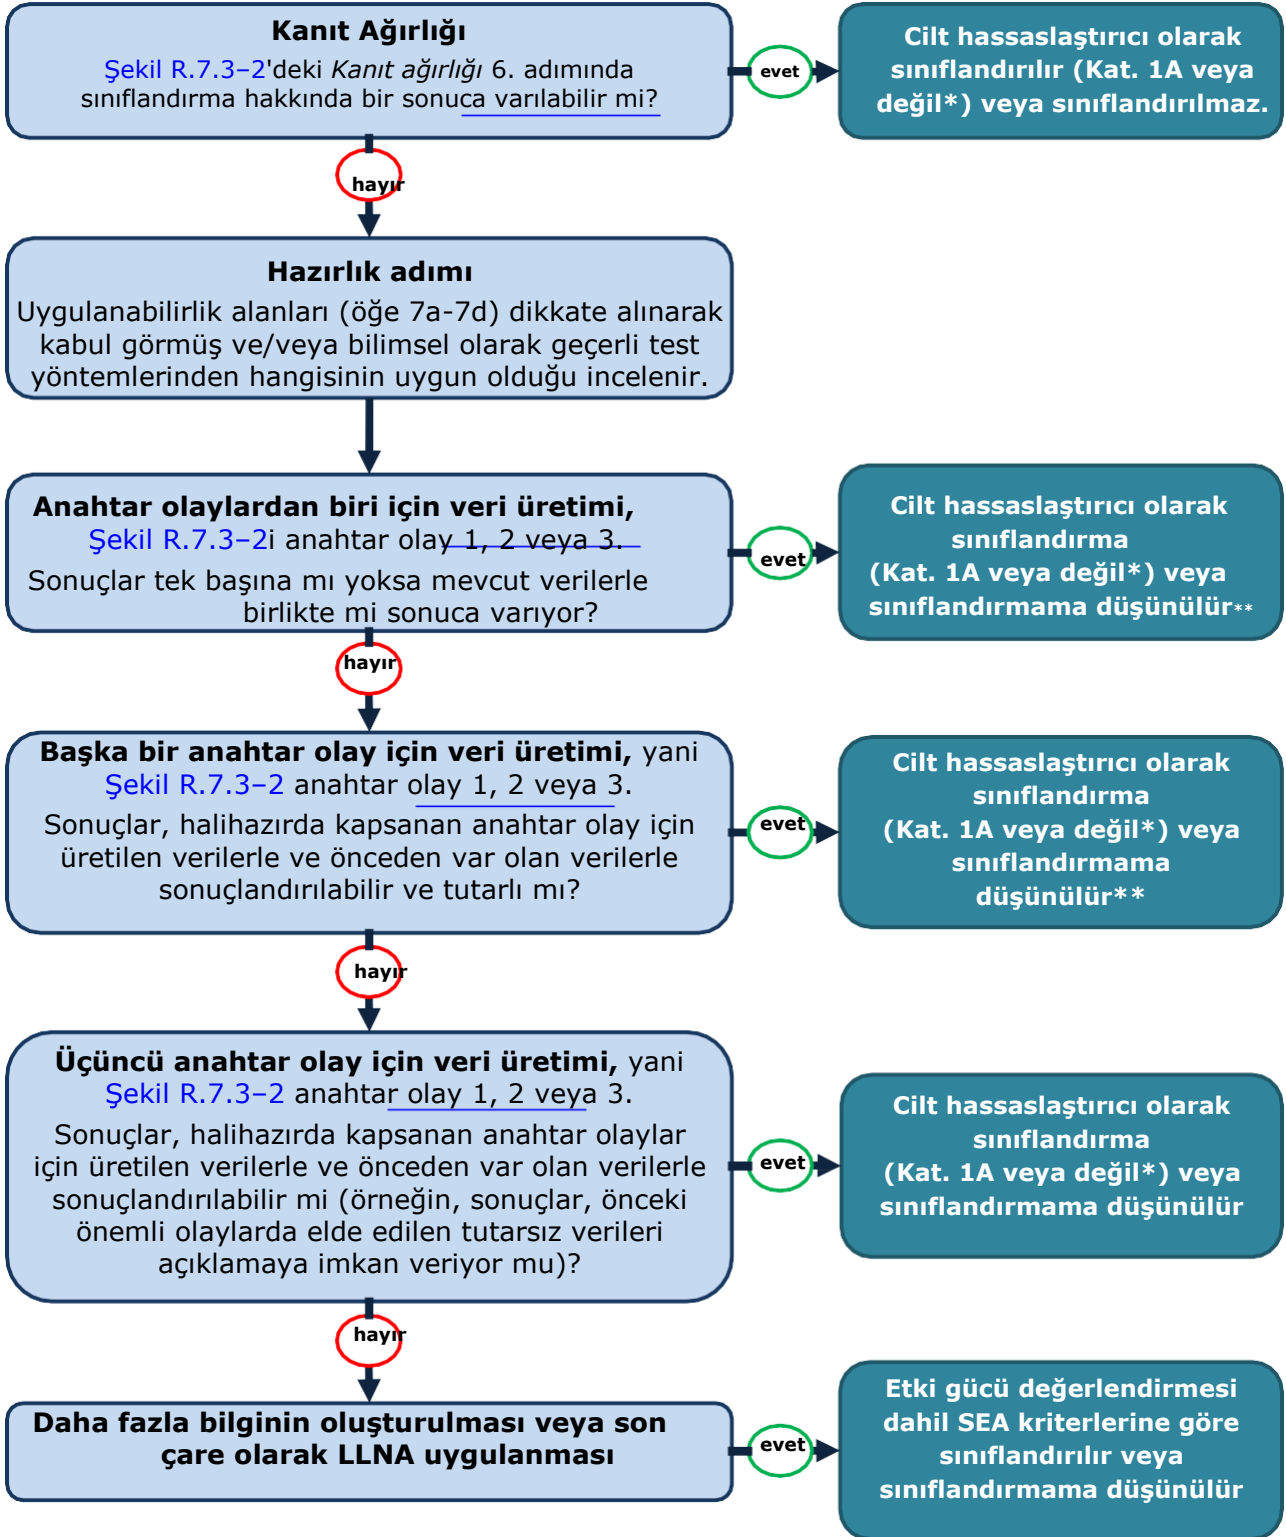 Kanıt Ağırlığı
Şekil R.7.3–2'deki Kanıt ağırlığı 6. adımında
sınıflandırma hakkında bir sonuca varılabilir mi?
evet
Cilt hassaslaştırıcı olarak
sınıflandırılır (Kat. 1A veya
değil*) veya sınıflandırılmaz.
hayır
Hazırlık adımı
Uygulanabilirlik alanları (öğe 7a-7d) dikkate alınarak
kabul görmüş ve/veya bilimsel olarak geçerli test
yöntemlerinden hangisinin uygun olduğu incelenir.
Anahtar olaylardan biri için veri üretimi,
Şekil R.7.3–2i anahtar olay 1, 2 veya 3.
Sonuçlar tek başına mı yoksa mevcut verilerle
birlikte mi sonuca varıyor?
evet
Cilt hassaslaştırıcı olarak
sınıflandırma
(Kat. 1A veya değil*) veya
sınıflandırmama düşünülür**
hayır
Başka bir anahtar olay için veri üretimi, yani
Şekil R.7.3–2 anahtar olay 1, 2 veya 3.
Sonuçlar, halihazırda kapsanan anahtar olay için
üretilen verilerle ve önceden var olan verilerle
sonuçlandırılabilir ve tutarlı mı?
evet
Cilt hassaslaştırıcı olarak
sınıflandırma
(Kat. 1A veya değil*) veya
sınıflandırmama
düşünülür**
hayır
Üçüncü anahtar olay için veri üretimi, yani
Şekil R.7.3–2 anahtar olay 1, 2 veya 3.
Sonuçlar, halihazırda kapsanan anahtar olaylar
için üretilen verilerle ve önceden var olan verilerle
sonuçlandırılabilir mi (örneğin, sonuçlar, önceki
önemli olaylarda elde edilen tutarsız verileri
açıklamaya imkan veriyor mu)?
evet
Cilt hassaslaştırıcı olarak
sınıflandırma
(Kat. 1A veya değil*) veya
sınıflandırmama düşünülür
hayır
Daha fazla bilginin oluşturulması veya son
çare olarak LLNA uygulanması
evet
Etki gücü değerlendirmesi
dahil SEA kriterlerine göre
sınıflandırılır veya
sınıflandırmama düşünülür